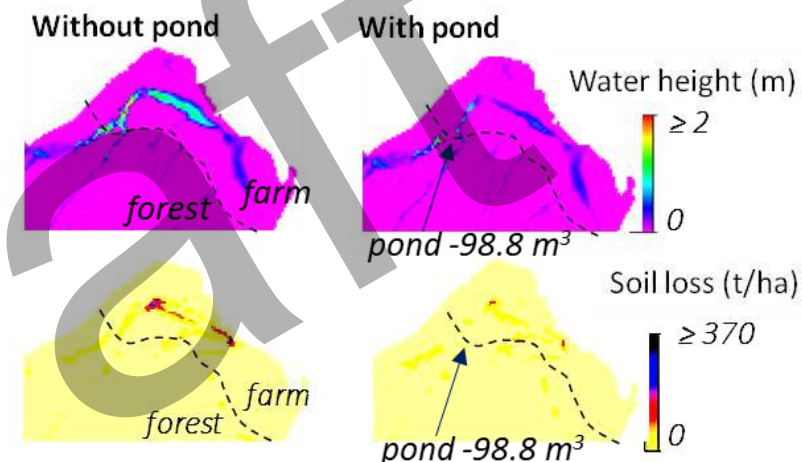 Without pond
With pond
Water height (m)
≥ 2
0
forest
farm
pond -98.8 m³
Soil loss (t/ha)
≥ 370
0
forest
farm
pond -98.8 m³
aft